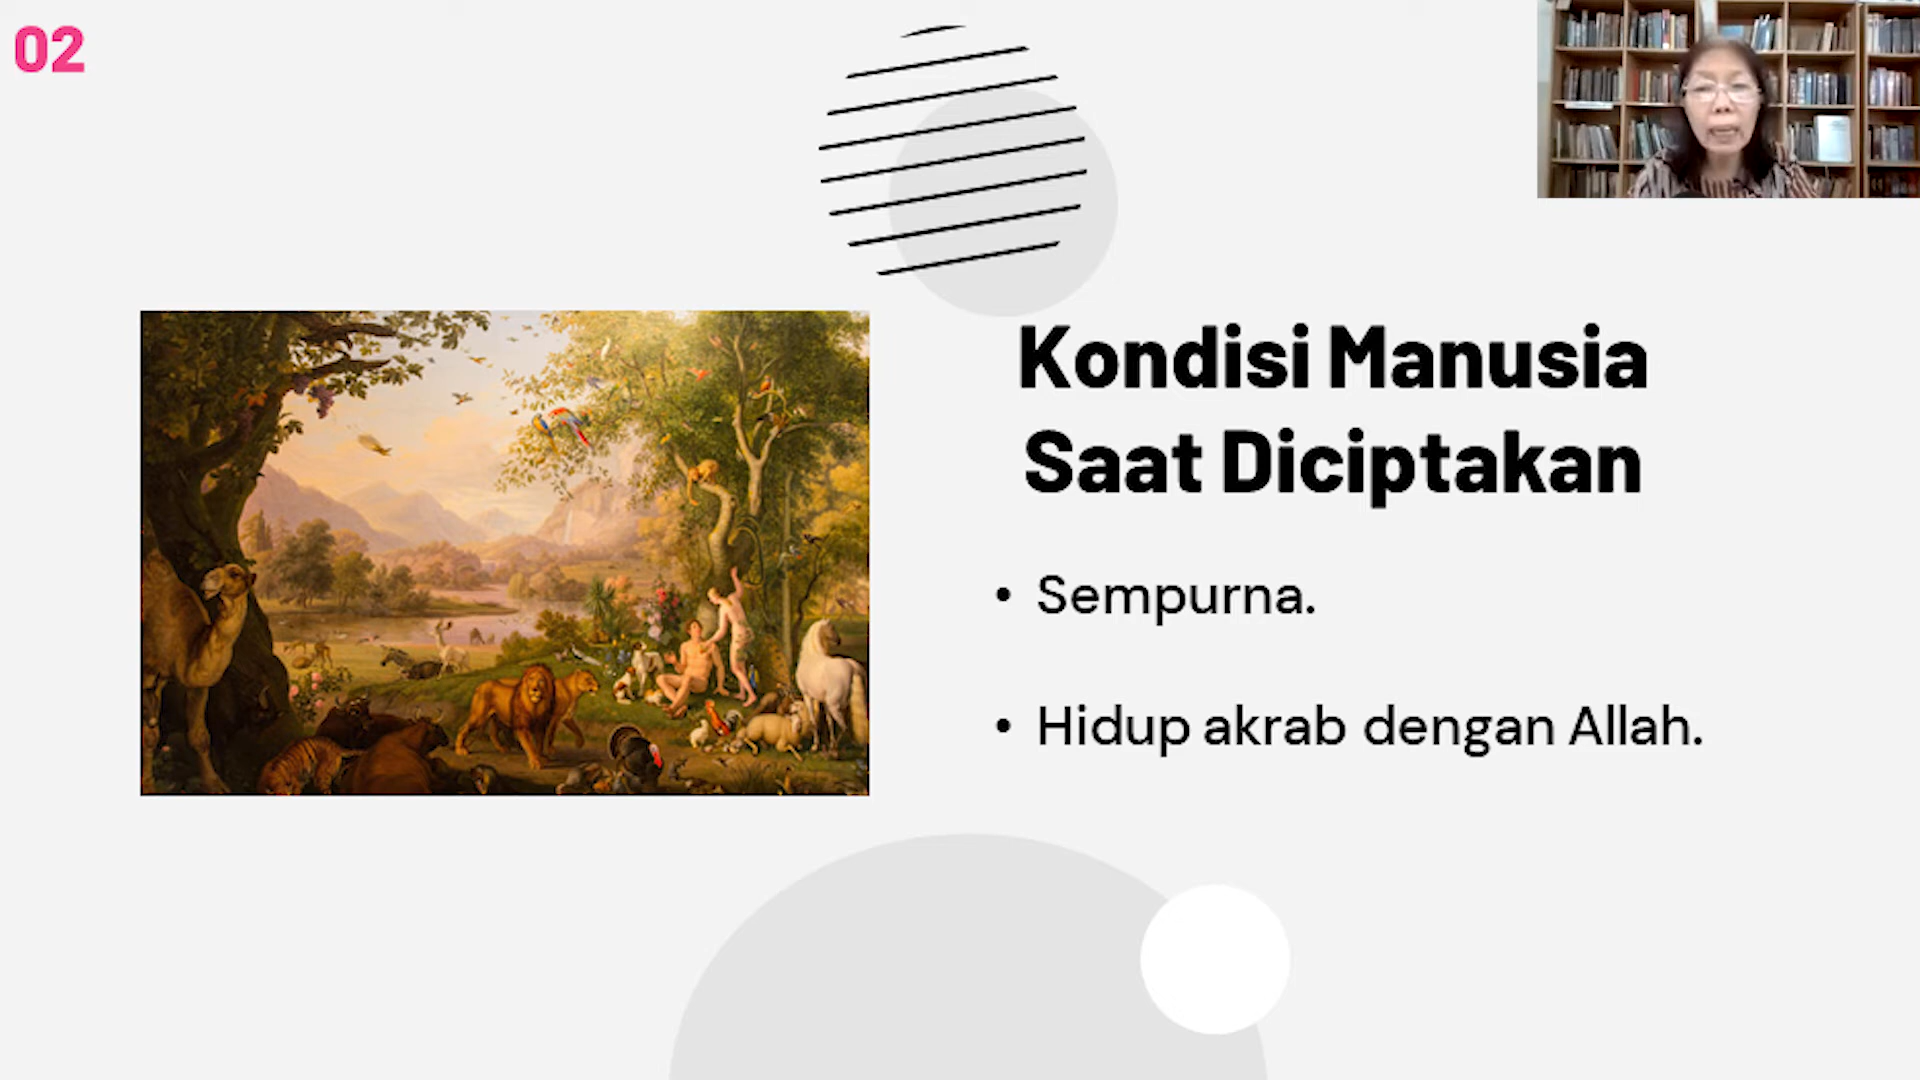 02
Kondisi Manusia
Saat Diciptakan
• Sempurna.
• Hidup akrab dengan Allah.